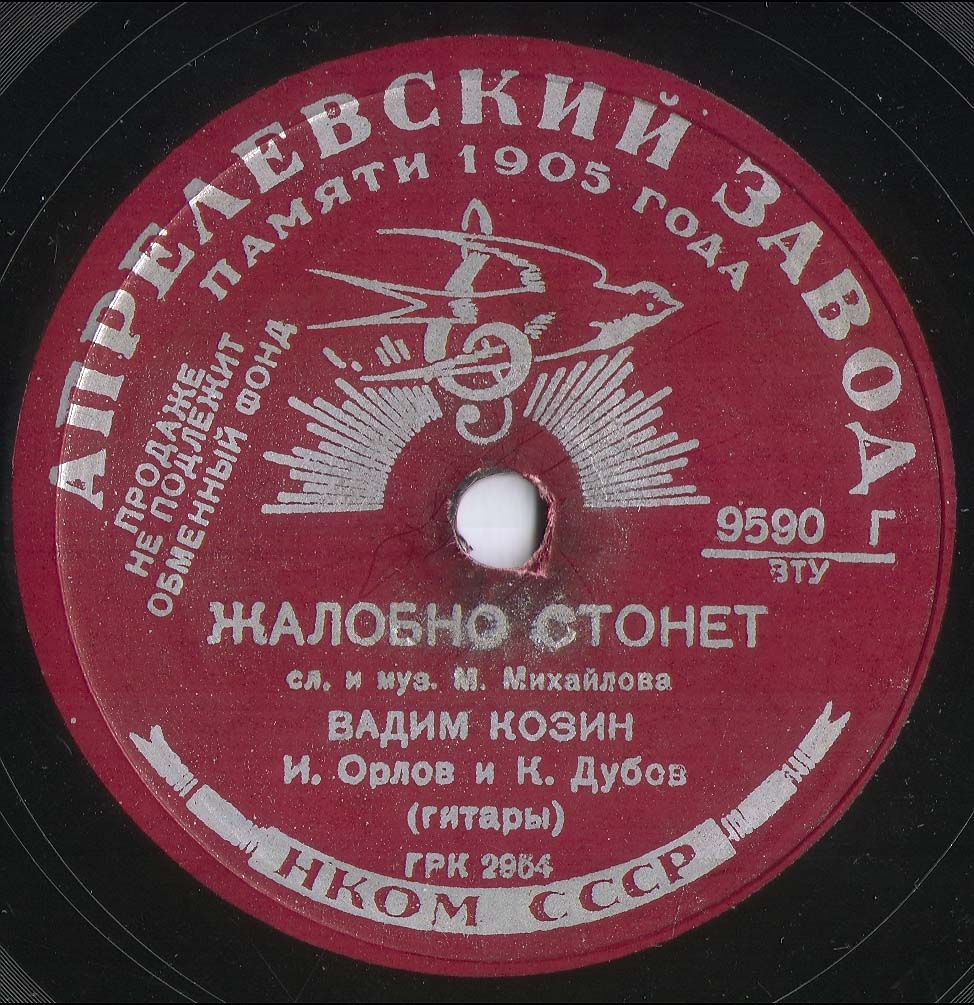 АПРЕЛЕВСКИЙ ЗАВОД
ПАМЯТИ 1905 ГОДА
ПРОДАЖЕ
НЕ ПОДЛЕЖИТ
ОБМЕННЫЙ ФОНД
9590 Г
ВТУ
ЖАЛОБНО СТОНЕТ
сл. и муз. М. Михайлова
ВАДИМ КОЗИН
И. Орлов и К. Дубов
(гитары)
ГРК 2964
НКОМ СССР